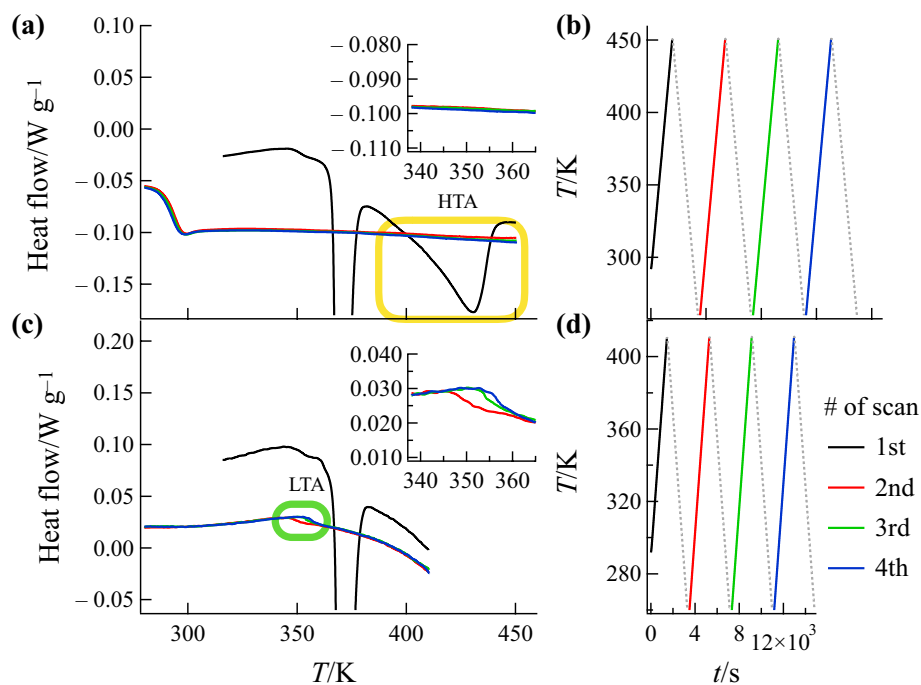 (a)
Heat flow/W g⁻¹
0.10
0.05
0.00
– 0.05
– 0.10
– 0.15
– 0.080
– 0.090
– 0.100
– 0.110
340 350 360
HTA
(b)
T/K
450
400
350
300
(c)
Heat flow/W g⁻¹
0.20
0.15
0.10
0.05
0.00
– 0.05
0.040
0.030
0.020
0.010
340 350 360
LTA
300 350 400 450
T/K
(d)
T/K
400
360
320
280
0 4 8 12×10³
t/s
# of scan
1st
2nd
3rd
4th